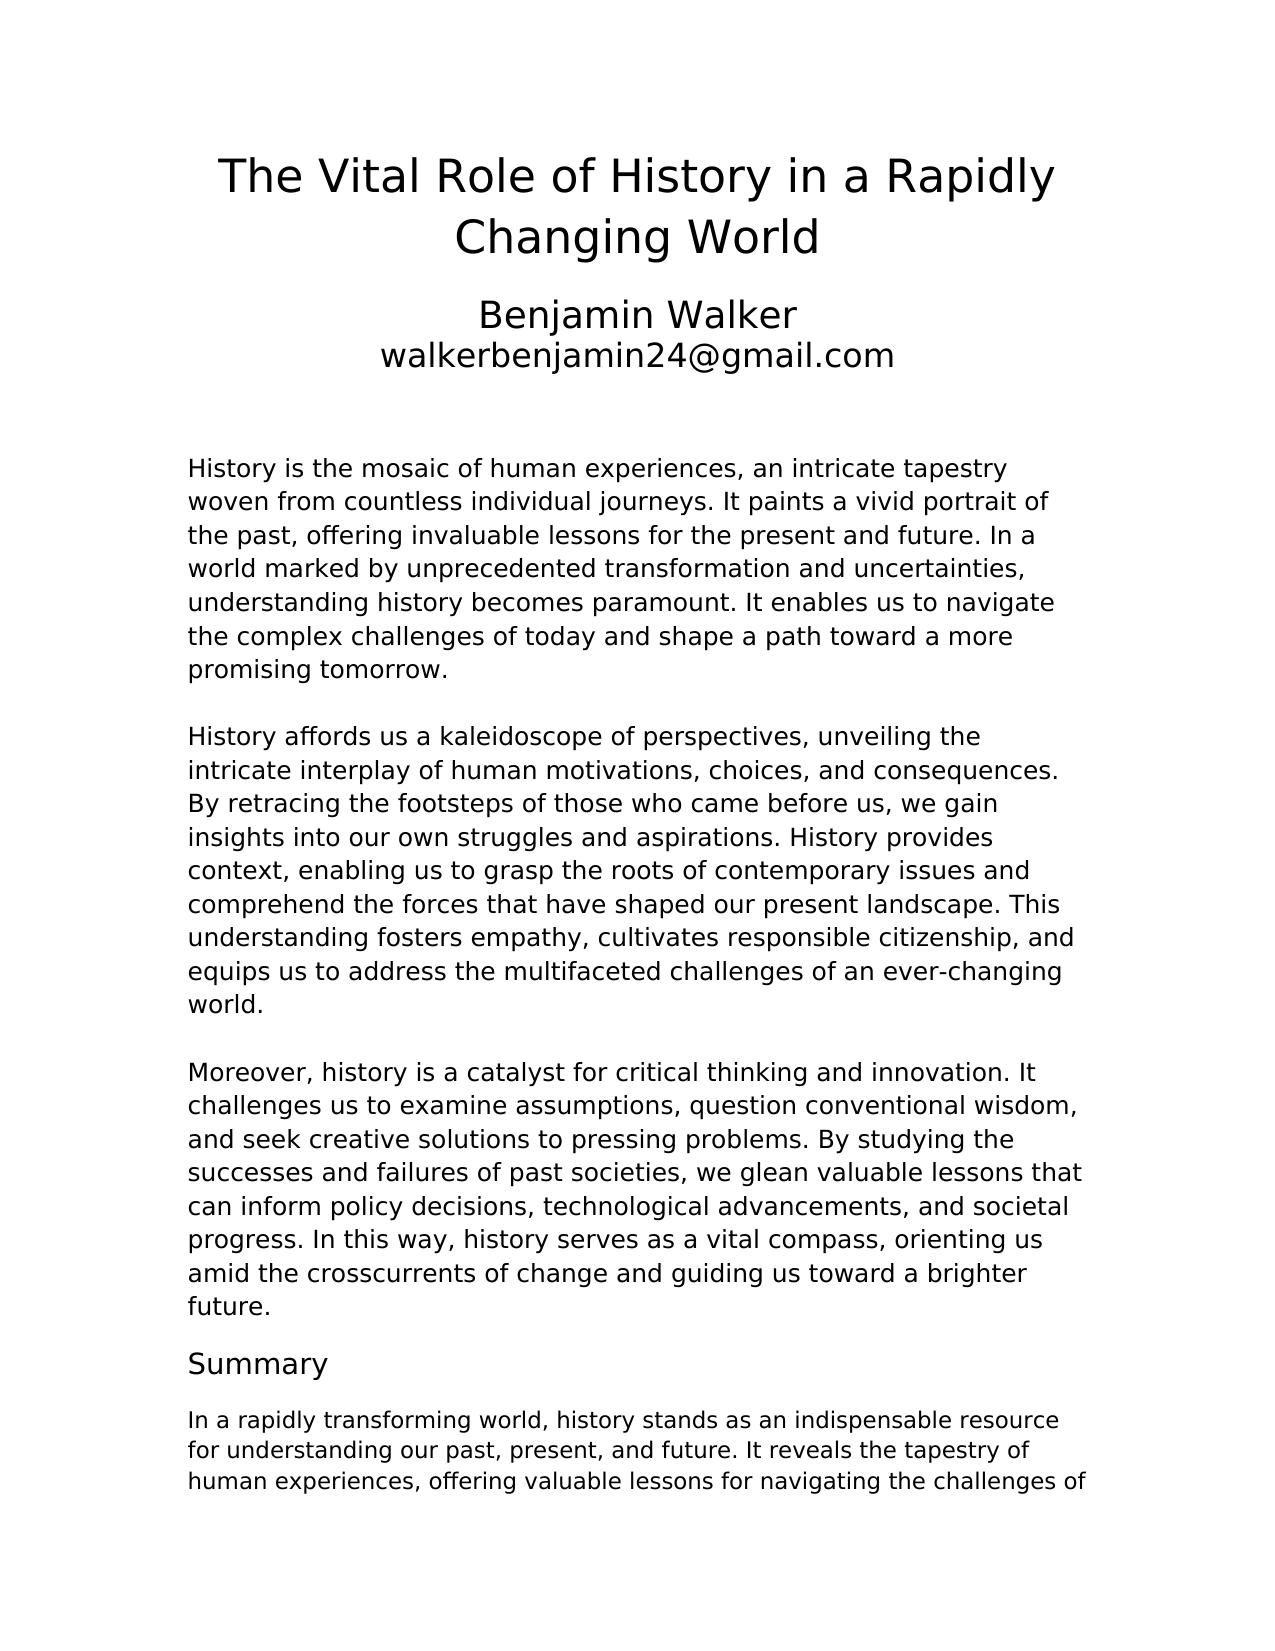 The Vital Role of History in a Rapidly
Changing World
Benjamin Walker
walkerbenjamin24@gmail.com
History is the mosaic of human experiences, an intricate tapestry
woven from countless individual journeys. It paints a vivid portrait of
the past, offering invaluable lessons for the present and future. In a
world marked by unprecedented transformation and uncertainties,
understanding history becomes paramount. It enables us to navigate
the complex challenges of today and shape a path toward a more
promising tomorrow.
History affords us a kaleidoscope of perspectives, unveiling the
intricate interplay of human motivations, choices, and consequences.
By retracing the footsteps of those who came before us, we gain
insights into our own struggles and aspirations. History provides
context, enabling us to grasp the roots of contemporary issues and
comprehend the forces that have shaped our present landscape. This
understanding fosters empathy, cultivates responsible citizenship, and
equips us to address the multifaceted challenges of an ever-changing
world.
Moreover, history is a catalyst for critical thinking and innovation. It
challenges us to examine assumptions, question conventional wisdom,
and seek creative solutions to pressing problems. By studying the
successes and failures of past societies, we glean valuable lessons that
can inform policy decisions, technological advancements, and societal
progress. In this way, history serves as a vital compass, orienting us
amid the crosscurrents of change and guiding us toward a brighter
future.
Summary
In a rapidly transforming world, history stands as an indispensable resource
for understanding our past, present, and future. It reveals the tapestry of
human experiences, offering valuable lessons for navigating the challenges of